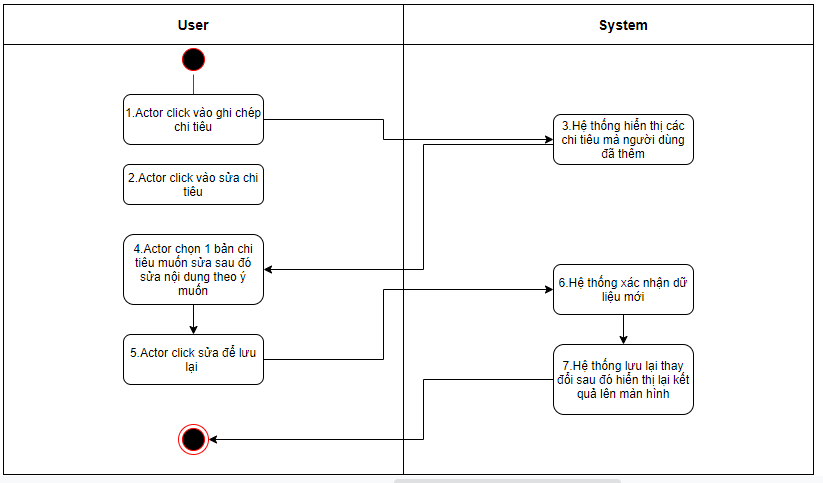 User
System
1.Actor click vào ghi chép
chi tiêu
2.Actor click vào sửa chi
tiêu
3.Hệ thống hiển thị các
chi tiêu mà người dùng
đã thêm
4.Actor chọn 1 bản chi
tiêu muốn sửa sau đó
sửa nội dung theo ý
muốn
5.Actor click sửa để lưu
lại
6.Hệ thống xác nhận dữ
liệu mới
7.Hệ thống lưu lại thay
đổi sau đó hiển thị lại kết
quả lên màn hình